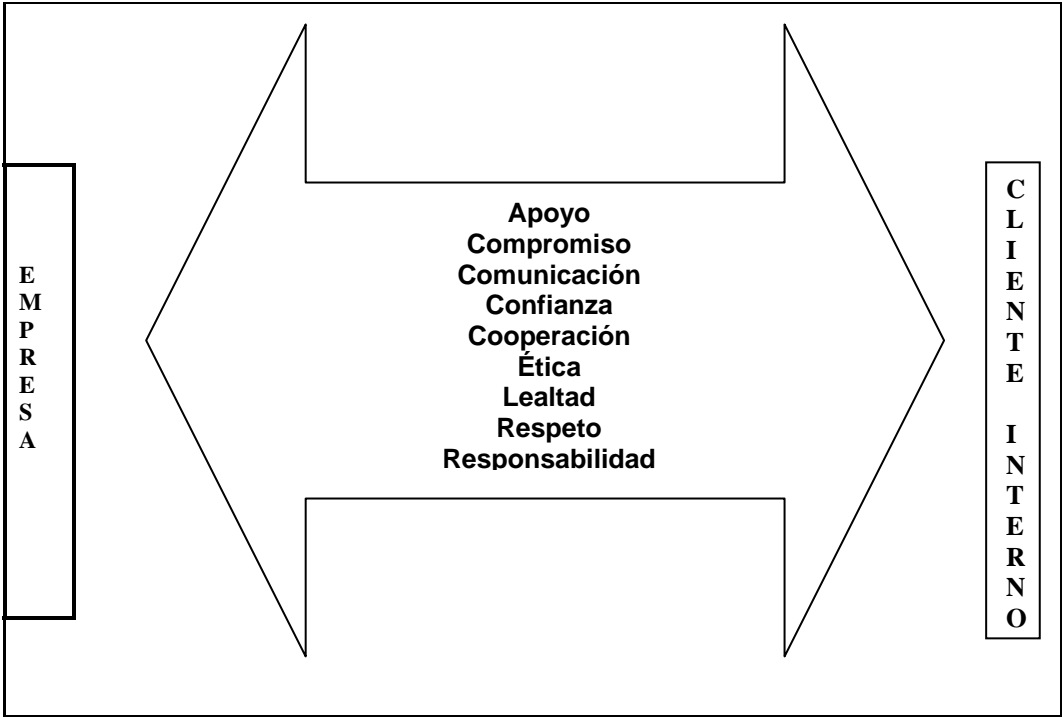 EMPRESA
Apoyo
Compromiso
Comunicación
Confianza
Cooperación
Ética
Lealtad
Respeto
Responsabilidad
CLIENTE INTERNO